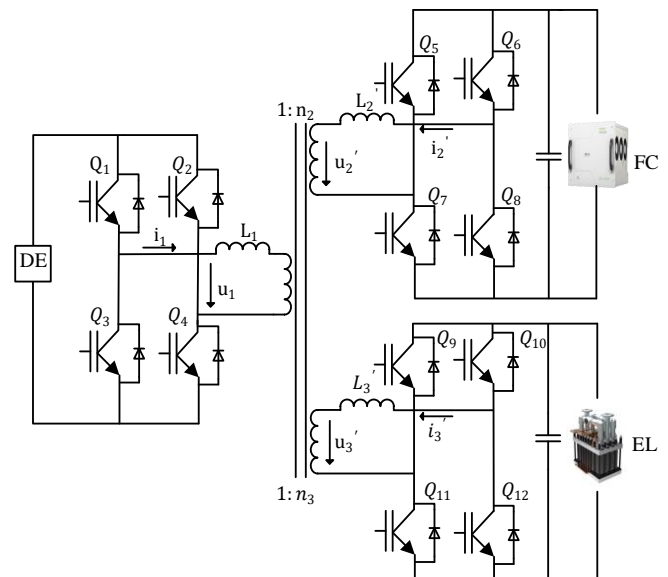 Q₅
Q₆
1: n₂
L₂′
u₂′
i₂′
FC
Q₇
Q₈
Q₁
Q₂
i₁
L₁
DE
u₁
Q₃
Q₄
Q₉
Q₁₀
L₃′
u₃′
i₃′
EL
1: n₃
Q₁₁
Q₁₂